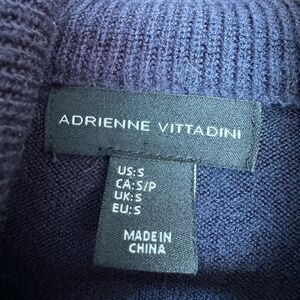 ADRIENNE VITTADINI
US:S
CA:S/P
UK:S
EU:S
MADE IN
CHINA